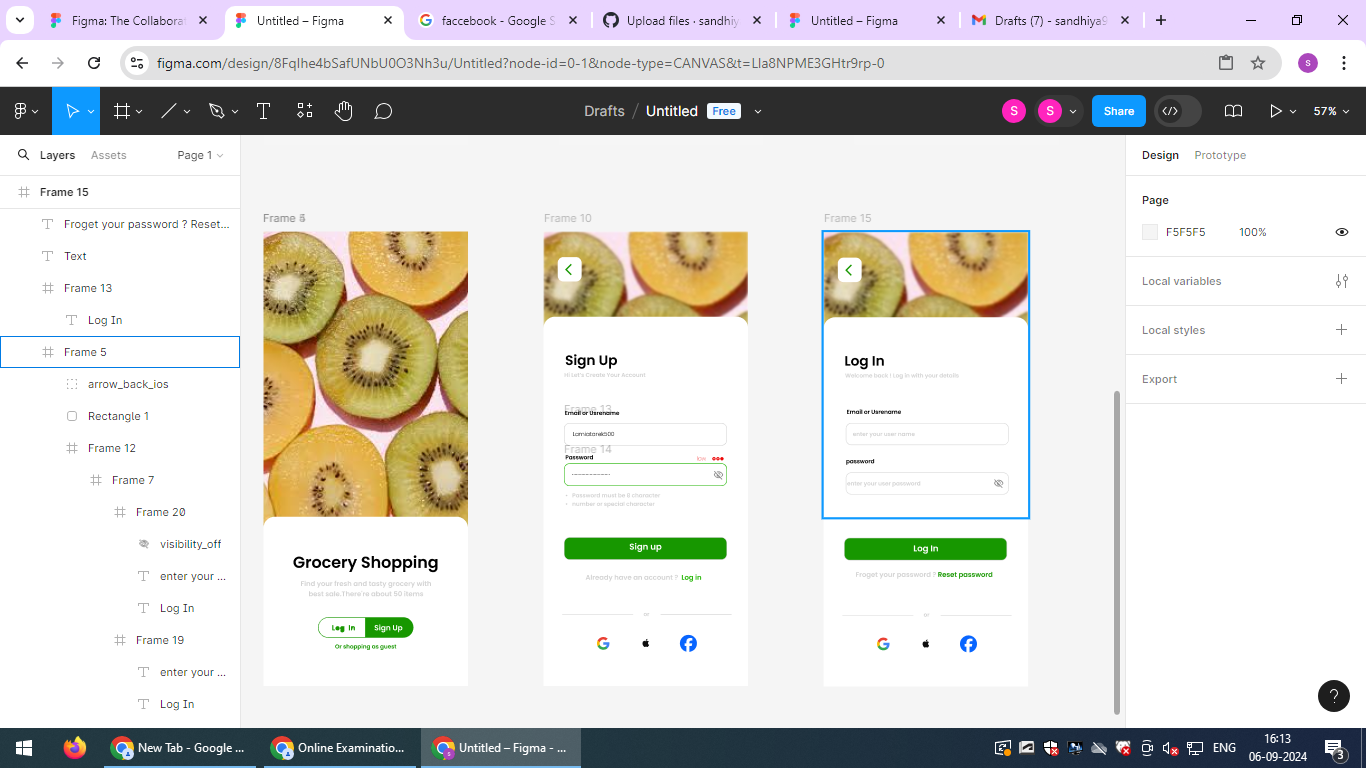 Figma: The Collaborat
Untitled – Figma
faccebook - Google S
Upload files · sandhiy
Untitled – Figma
Drafts (7) - sandhiya9
figma.com/design/8FqIhe4bSafUNbU0O3Nh3u/Untitled?node-id=0-1&node-type=CANVAS&t=Lla8NPME3GHtr9rp-0
S
Drafts / Untitled Free
S
S
Share
57%
Layers
Assets
Page 1
Frame 15
Froget your password ? Reset...
Text
Frame 13
Log In
Frame 5
arrow_back_ios
Rectangle 1
Frame 12
Frame 7
Frame 20
visibility_off
enter your ...
Log In
Frame 19
enter your ...
Log In
Grocery Shopping
Find your fresh and tasty grocery with
best sale.There're about 50 items
Log In
Sign Up
Or shopping as guest
Frame 10
Sign Up
Hi Let's Create Your Account
Frame 13
Email or Usrename
Lamiatarek500
Frame 14
Password
low
Password must be 8 character
number or special character
Sign up
Already have an account ? Log in
or
Frame 15
Log In
Welcome back ! Log in with your details
Email or Usrename
enter your user name
password
enter your user password
Log In
Froget your password ? Reset password
or
Design
Prototype
Page
F5F5F5
100%
Local variables
Local styles
Export
?
New Tab - Google ...
Online Examinatio...
Untitled – Figma - ...
ENG
16:13
06-09-2024
3